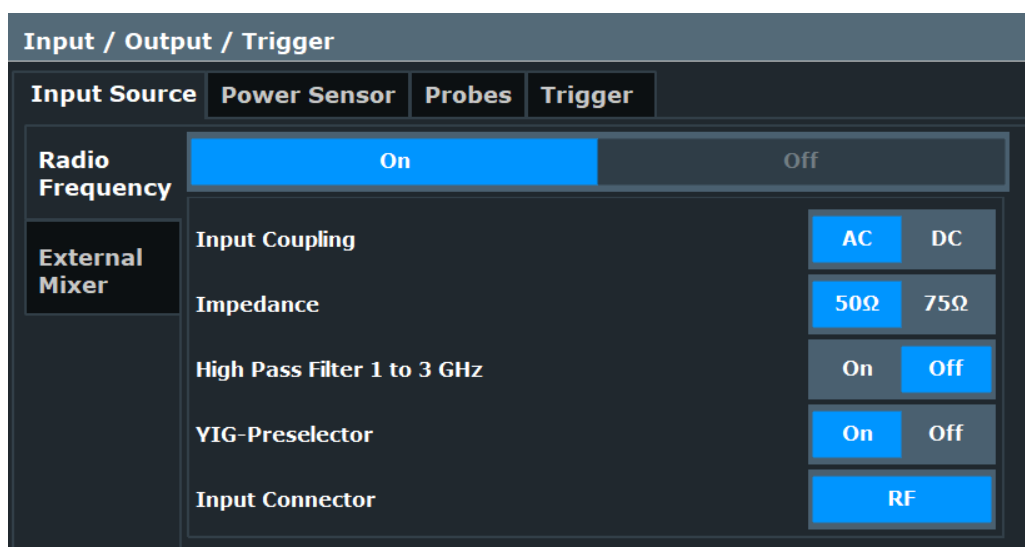 Input / Output / Trigger
Input Source Power Sensor Probes Trigger
Radio
Frequency
On Off
External
Mixer
Input Coupling AC DC
Impedance 50Ω 75Ω
High Pass Filter 1 to 3 GHz On Off
YIG-Preselector On Off
Input Connector RF